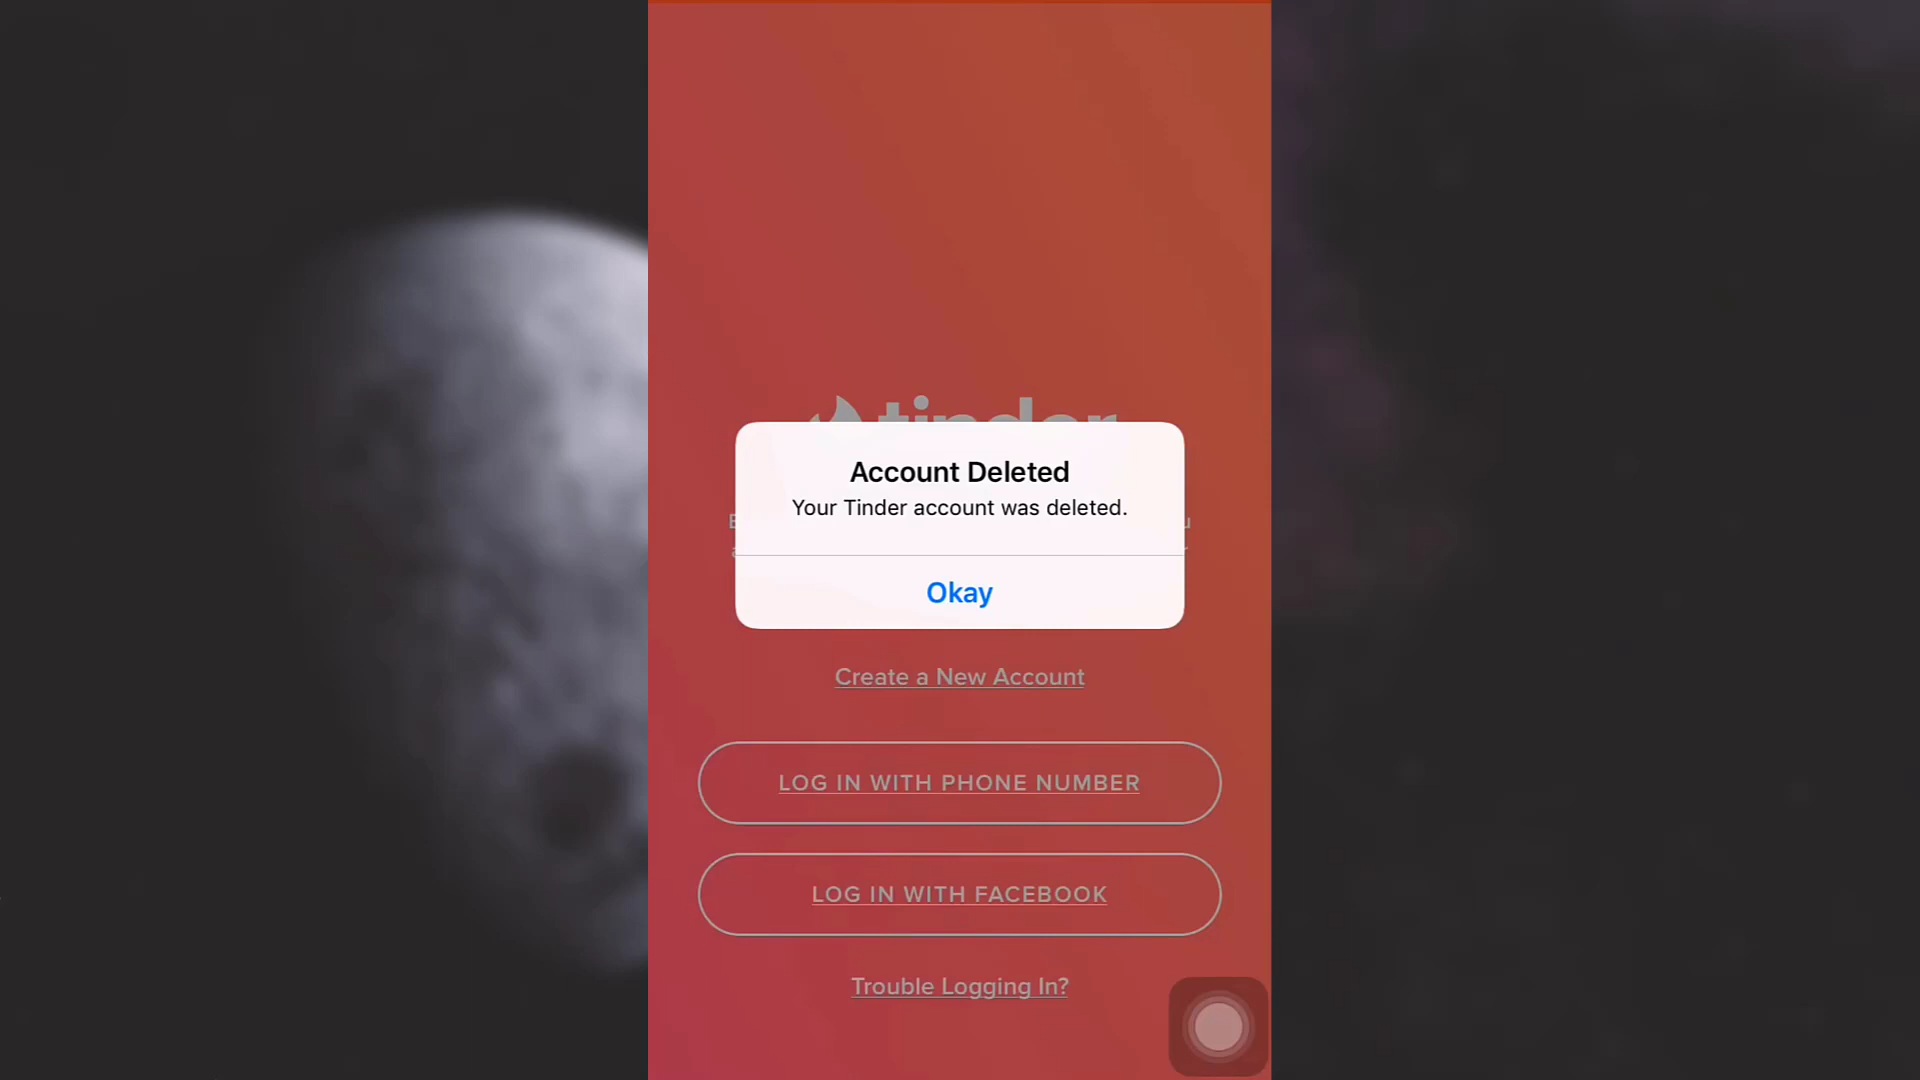 tinder
Account Deleted
Your Tinder account was deleted.
Okay
Create a New Account
LOG IN WITH PHONE NUMBER
LOG IN WITH FACEBOOK
Trouble Logging In?